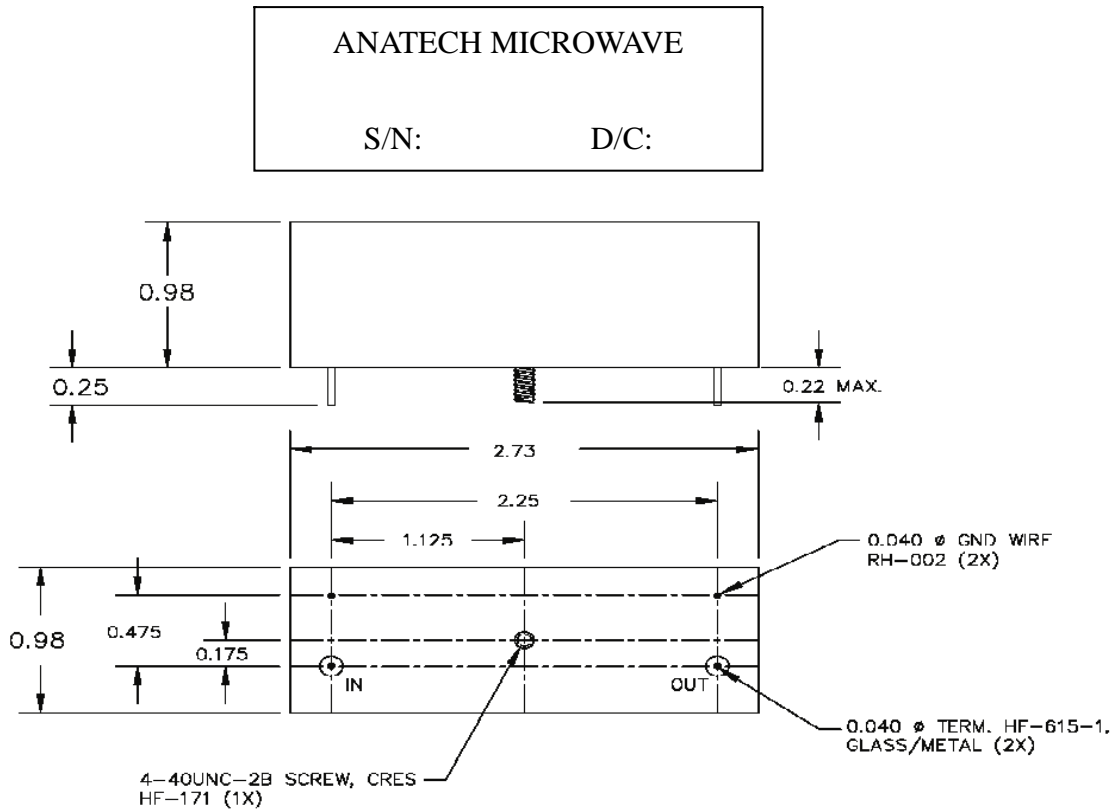 ANATECH MICROWAVE
S/N: D/C:
0.98
0.25
0.22 MAX.
2.73
2.25
1.125
0.040 ø GND WIRE
RH-002 (2X)
0.475
0.98
0.175
IN
OUT
0.040 ø TERM. HF-615-1,
GLASS/METAL (2X)
4-40UNC-2B SCREW, CRES
HF-171 (1X)